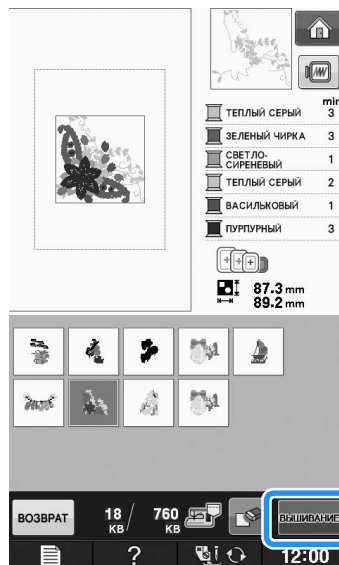 min
ТЕПЛЫЙ СЕРЫЙ 3
ЗЕЛЕНЫЙ ЧИРКА 3
СВЕТЛО-
СИРЕНЕВЫЙ 1
ТЕПЛЫЙ СЕРЫЙ 2
ВАСИЛЬКОВЫЙ 1
ПУРПУРНЫЙ 3
87.3 mm
89.2 mm
ВОЗВРАТ 18 KB / 760 KB ВЫШИВАНИЕ
? 12:00